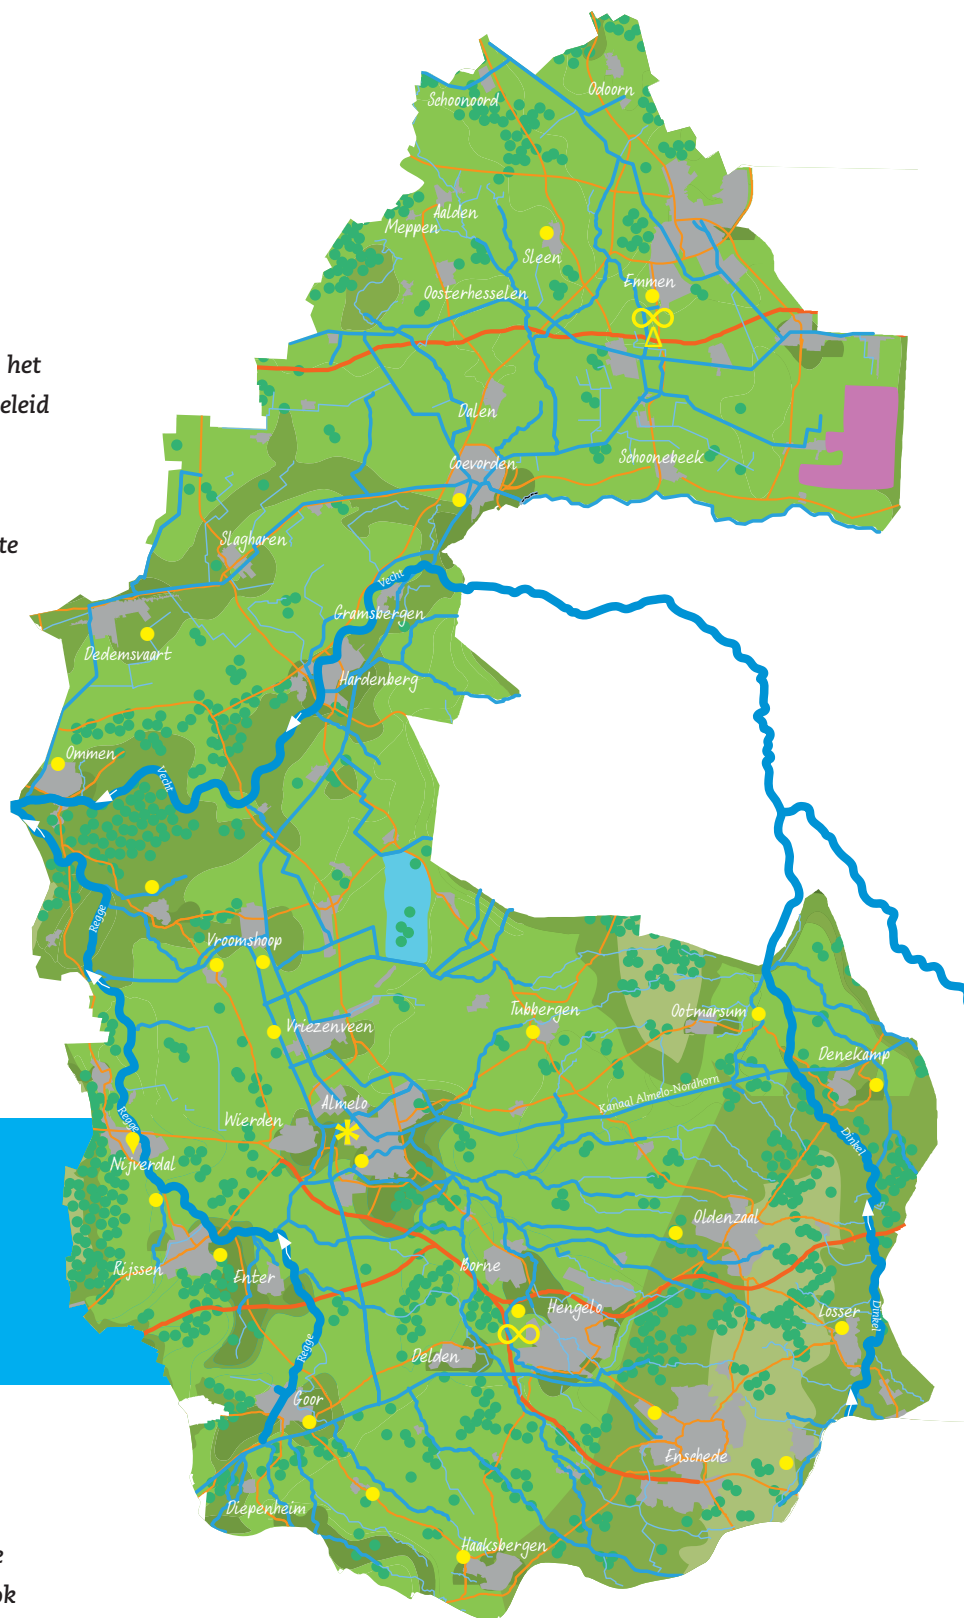 Odoorn
Schoonoord
Aalden
Meppen
Sleen
Emmen
Oosterhesselen
het
eleid
Dalen
Coevorden
Schoonebeek
te
Slagharen
Vecht
Gramsbergen
Dedemsvaart
Hardenberg
Ommen
Vecht
Regge
Vroomshoop
Tubbergen
Ootmarsum
Vriezenveen
Denekamp
Kanaal Almelo-Nordhorn
Almelo
Wierden
Regge
Dinkel
Nijverdal
Oldenzaal
Borne
Rijssen
Enter
Hengelo
Losser
Dinkel
Regge
Delden
Goor
Enschede
Diepenheim
Haaksbergen
e
ok